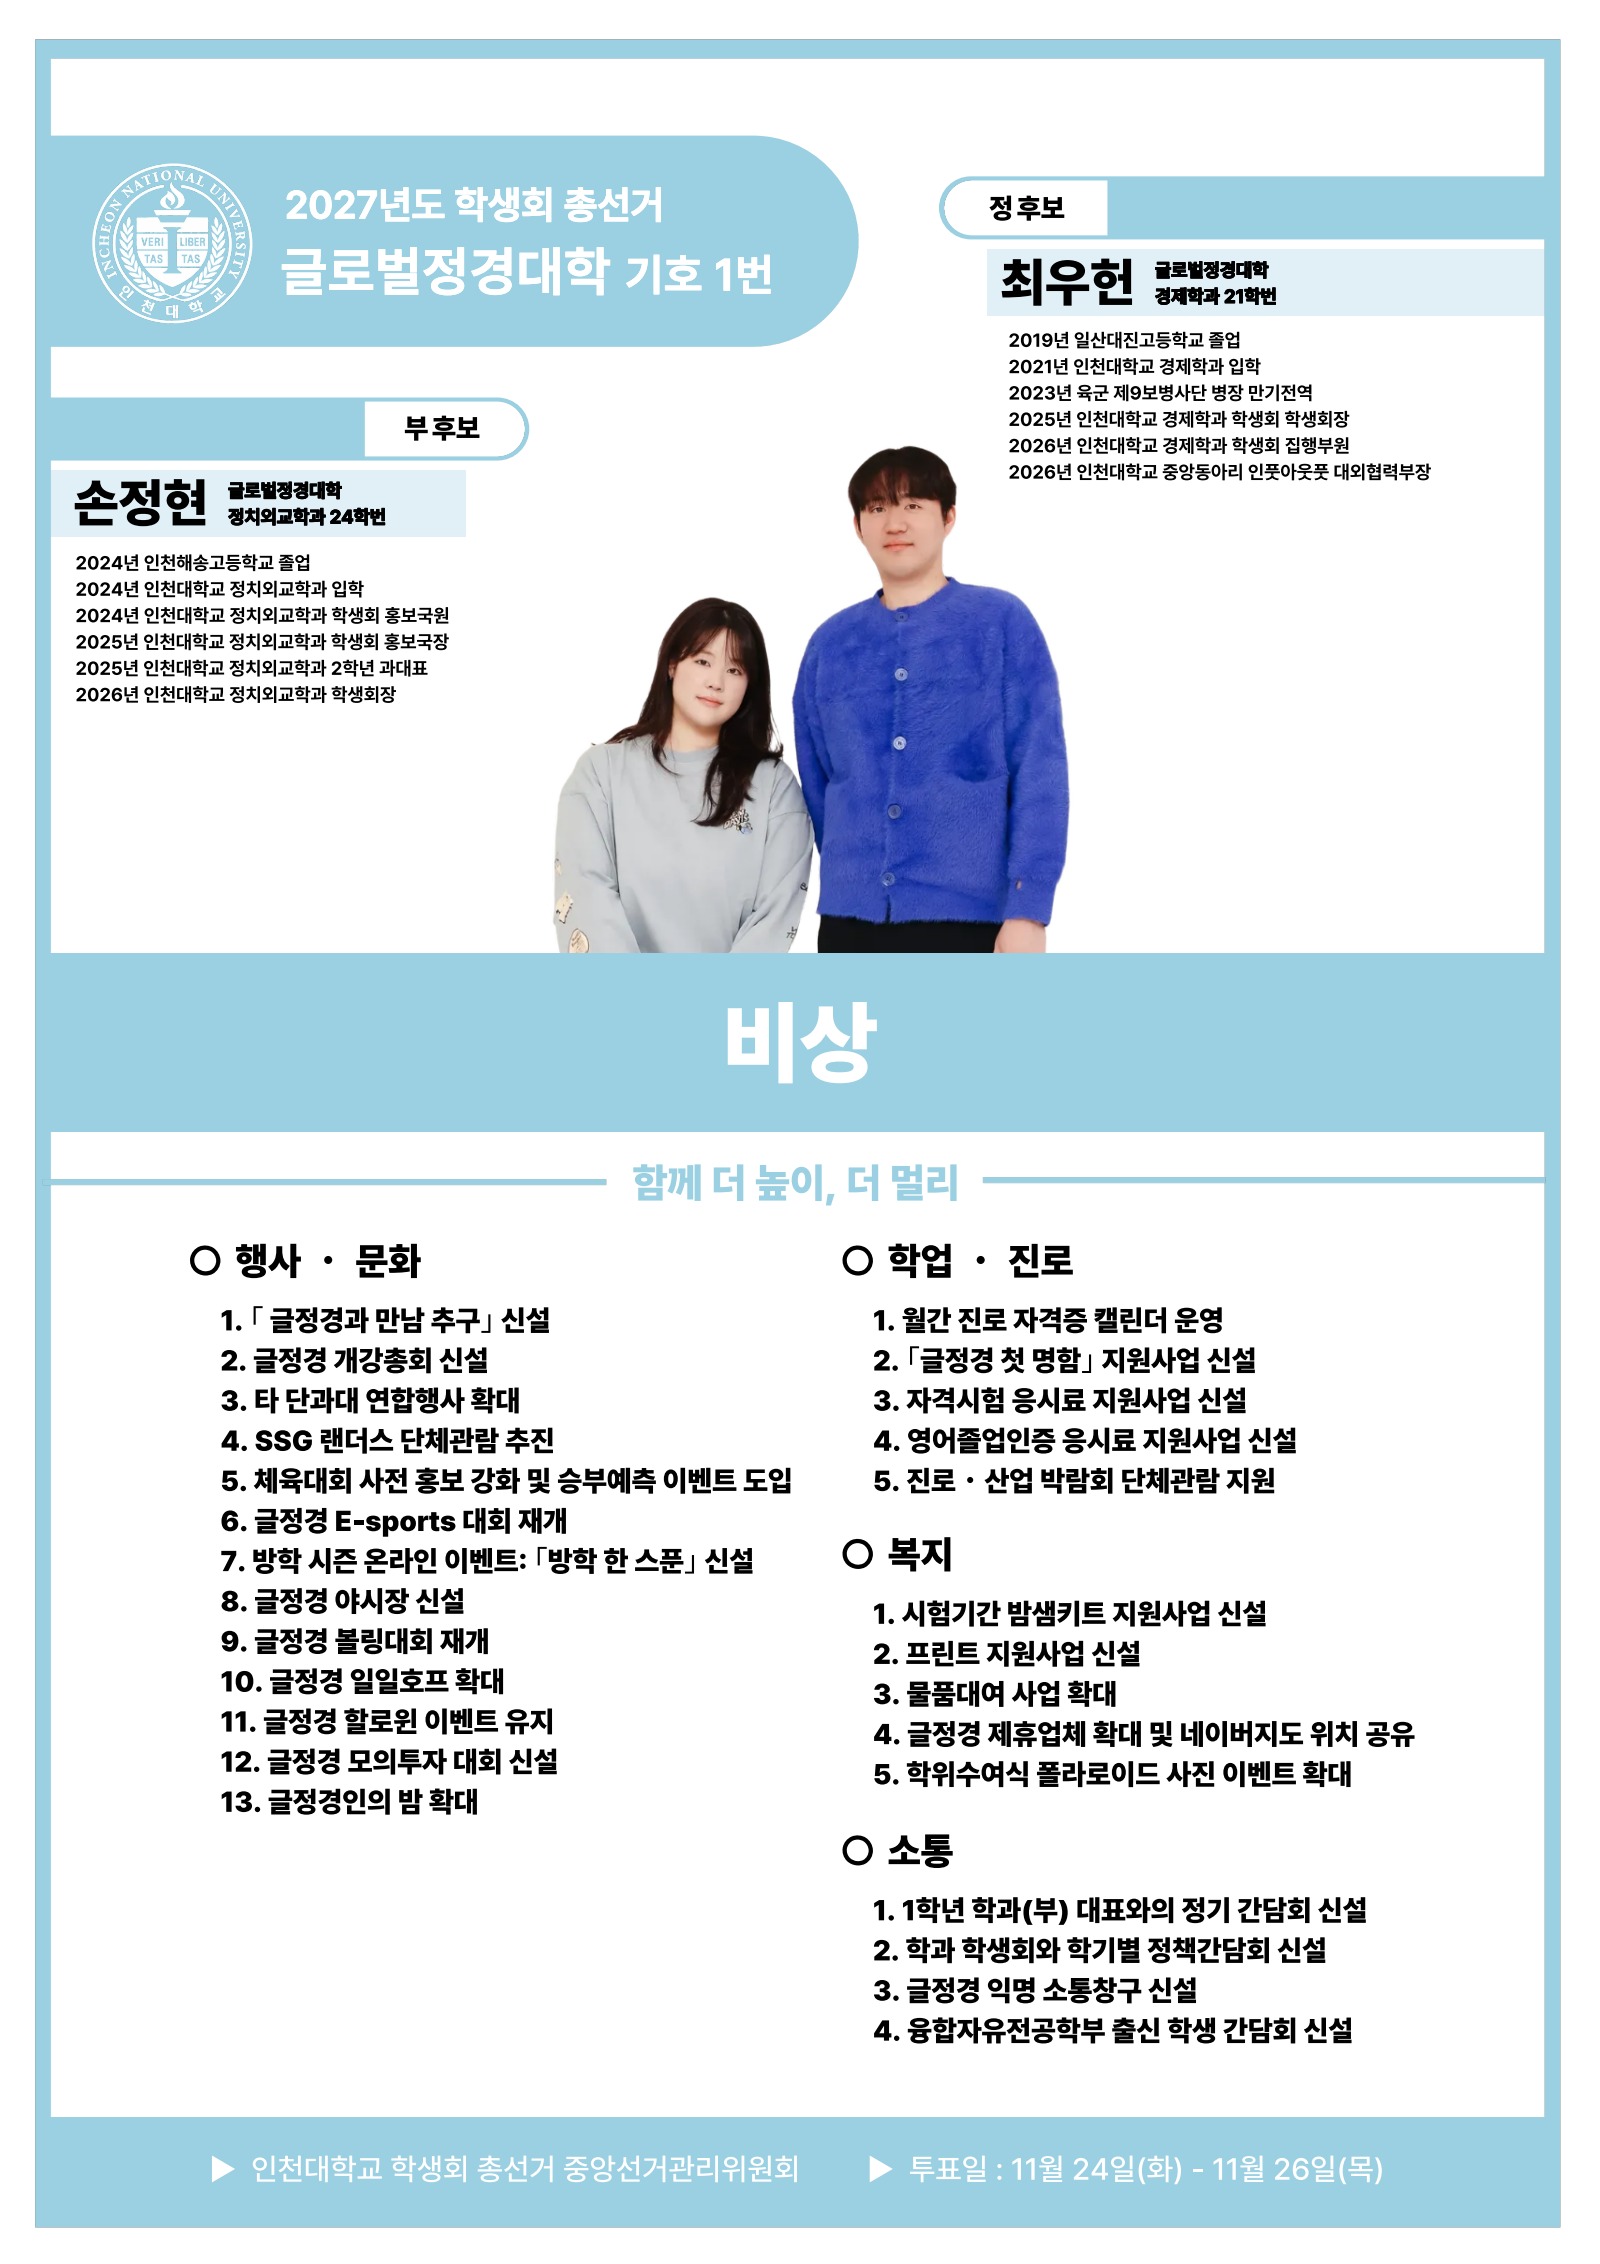 INCHEON NATIONAL UNIVERSITY
VERI LIBER
TAS TAS
인천대학교
2027년도 학생회 총선거
글로벌정경대학 기호 1번
정 후보
최우헌
글로벌정경대학
경제학과 21학번
2019년 일산대진고등학교 졸업
2021년 인천대학교 경제학과 입학
2023년 육군 제9보병사단 병장 만기전역
2025년 인천대학교 경제학과 학생회 학생회장
2026년 인천대학교 경제학과 학생회 집행부원
2026년 인천대학교 중앙동아리 인풋아웃풋 대외협력부장
부 후보
손정현
글로벌정경대학
정치외교학과 24학번
2024년 인천해송고등학교 졸업
2024년 인천대학교 정치외교학과 입학
2024년 인천대학교 정치외교학과 학생회 홍보국원
2025년 인천대학교 정치외교학과 학생회 홍보국장
2025년 인천대학교 정치외교학과 2학년 과대표
2026년 인천대학교 정치외교학과 학생회장
비상
함께 더 높이, 더 멀리
○ 행사 · 문화
1.「 글정경과 만남 추구」 신설
2. 글정경 개강총회 신설
3. 타 단과대 연합행사 확대
4. SSG 랜더스 단체관람 추진
5. 체육대회 사전 홍보 강화 및 승부예측 이벤트 도입
6. 글정경 E-sports 대회 재개
7. 방학 시즌 온라인 이벤트: 「방학 한 스푼」 신설
8. 글정경 야시장 신설
9. 글정경 볼링대회 재개
10. 글정경 일일호프 확대
11. 글정경 할로윈 이벤트 유지
12. 글정경 모의투자 대회 신설
13. 글정경인의 밤 확대
○ 학업 · 진로
1. 월간 진로 자격증 캘린더 운영
2. 「글정경 첫 명함」 지원사업 신설
3. 자격시험 응시료 지원사업 신설
4. 영어졸업인증 응시료 지원사업 신설
5. 진로 · 산업 박람회 단체관람 지원
○ 복지
1. 시험기간 밤샘키트 지원사업 신설
2. 프린트 지원사업 신설
3. 물품대여 사업 확대
4. 글정경 제휴업체 확대 및 네이버지도 위치 공유
5. 학위수여식 폴라로이드 사진 이벤트 확대
○ 소통
1. 1학년 학과(부) 대표와의 정기 간담회 신설
2. 학과 학생회와 학기별 정책간담회 신설
3. 글정경 익명 소통창구 신설
4. 융합자유전공학부 출신 학생 간담회 신설
▶ 인천대학교 학생회 총선거 중앙선거관리위원회
▶ 투표일 : 11월 24일(화) - 11월 26일(목)